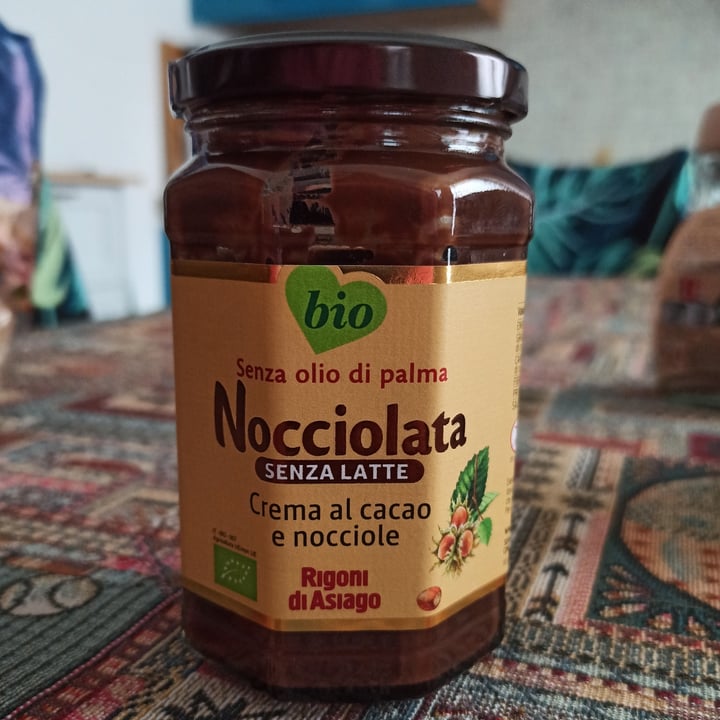 bio
Senza olio di palma
Nocciolata
SENZA LATTE
Crema al cacao
e nocciole
Rigoni
di Asiago